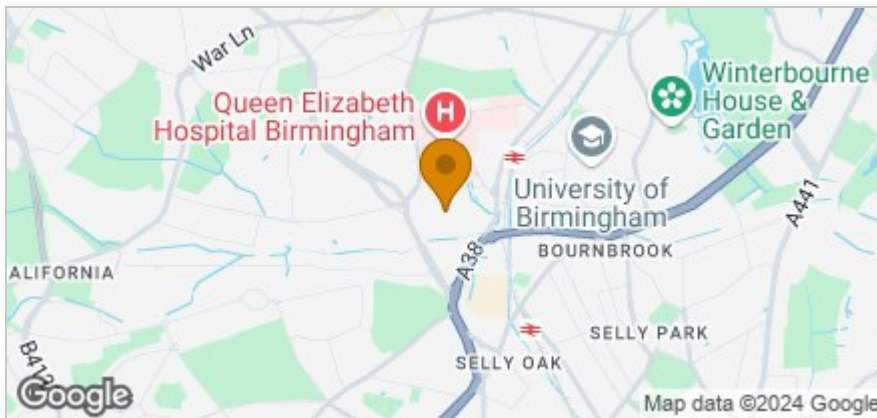 War Ln
Queen Elizabeth
Hospital Birmingham
H
Winterbourne
House &
Garden
University of
Birmingham
A441
A38
BOURNBROOK
ALIFORNIA
B412
SELLY PARK
SELLY OAK
Google
Map data ©2024 Google